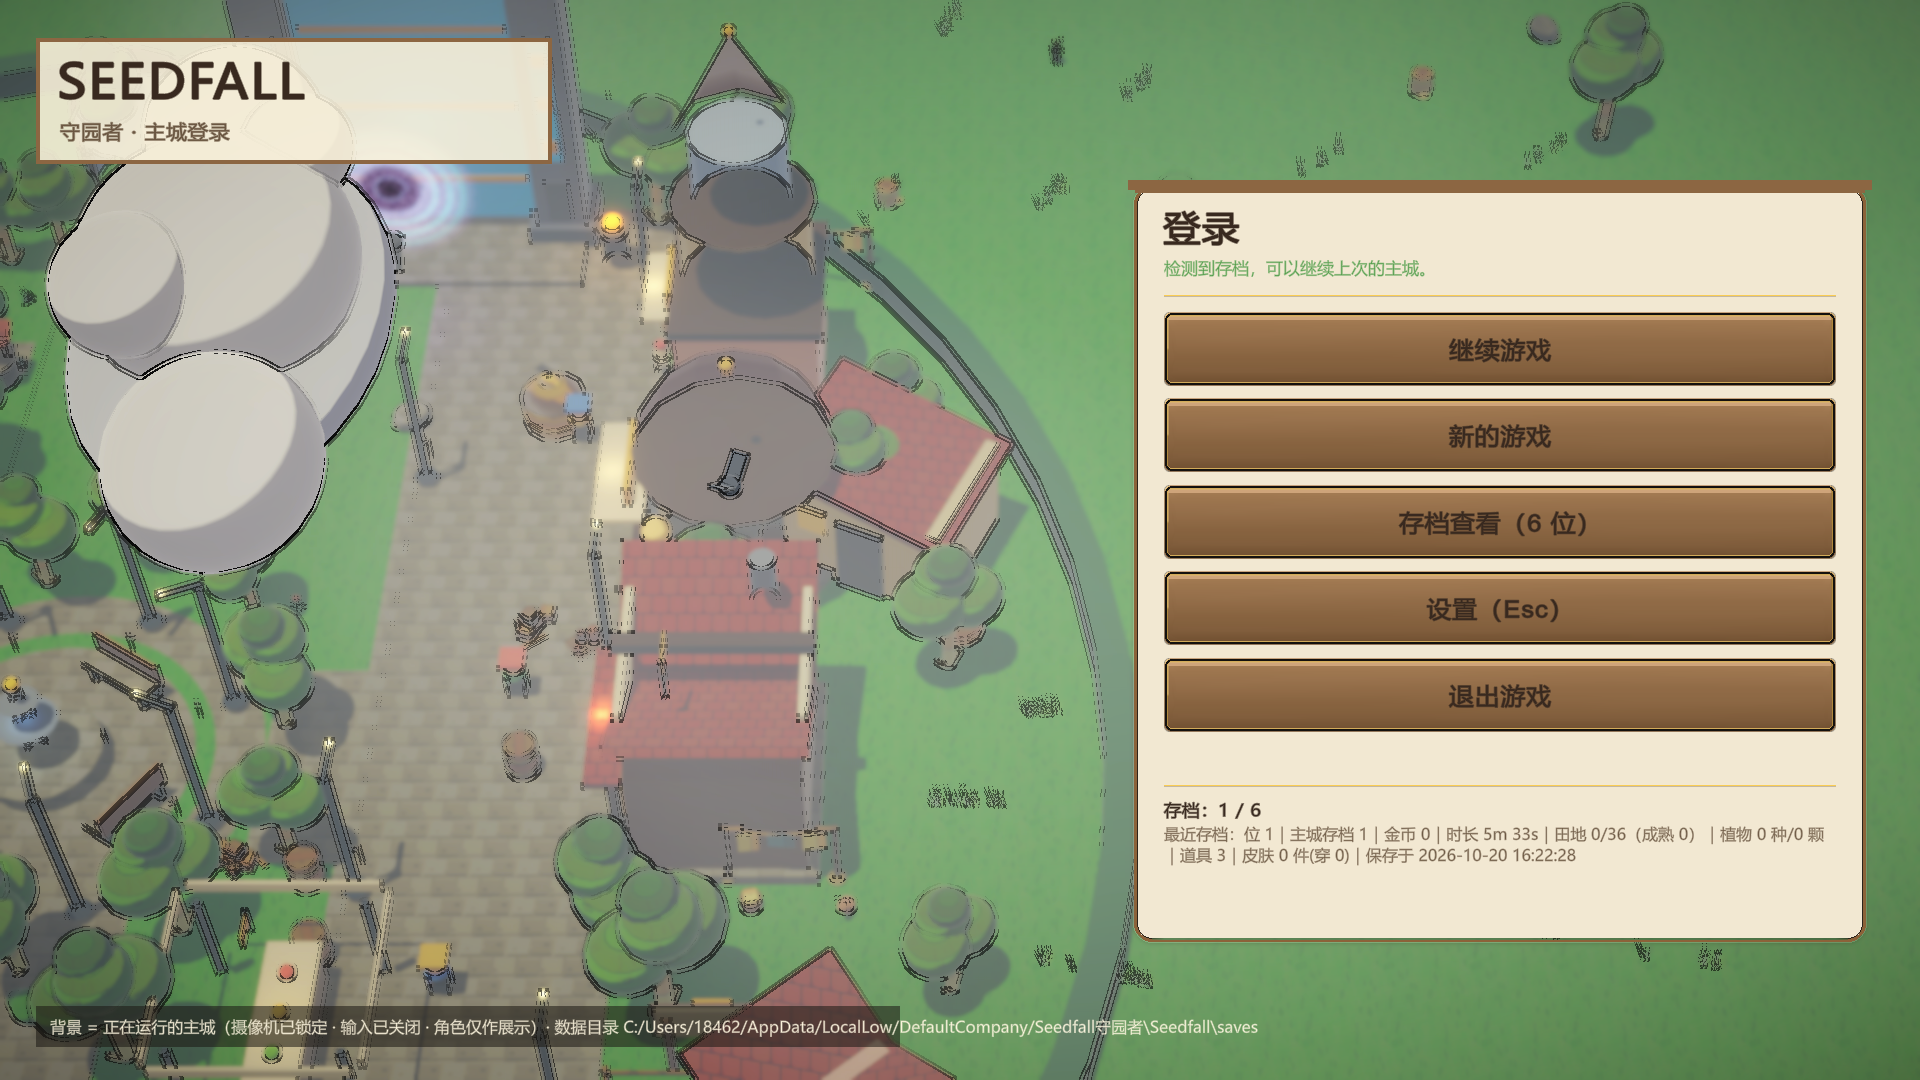 SEEDFALL
守园者 · 主城登录
登录
检测到存档，可以继续上次的主城。
继续游戏
新的游戏
存档查看（6 位）
设置（Esc）
退出游戏
存档：1 / 6
最近存档：位 1 | 主城存档 1 | 金币 0 | 时长 5m 33s | 田地 0/36（成熟 0） | 植物 0 种/0 颗
| 道具 3 | 皮肤 0 件(穿 0) | 保存于 2026-10-20 16:22:28
背景 = 正在运行的主城（摄像机已锁定 · 输入已关闭 · 角色仅作展示） · 数据目录 C:/Users/18462/AppData/LocalLow/DefaultCompany/Seedfall守园者\Seedfall\saves